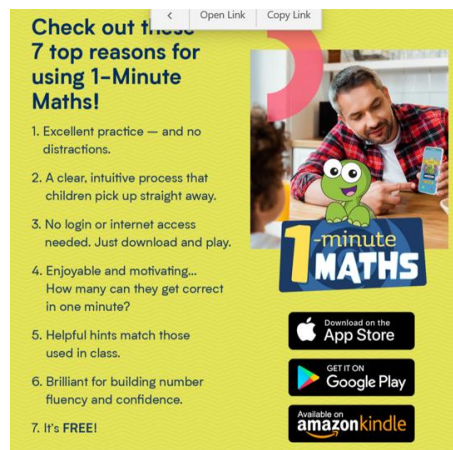 Open Link
Copy Link
Check out these
7 top reasons for
using 1-Minute
Maths!
1. Excellent practice – and no
distractions.
2. A clear, intuitive process that
children pick up straight away.
3. No login or internet access
needed. Just download and play.
4. Enjoyable and motivating...
How many can they get correct
in one minute?
5. Helpful hints match those
used in class.
6. Brilliant for building number
fluency and confidence.
7. It's FREE!
1-minute
MATHS
Download on the
App Store
GET IT ON
Google Play
Available on
amazonkindle